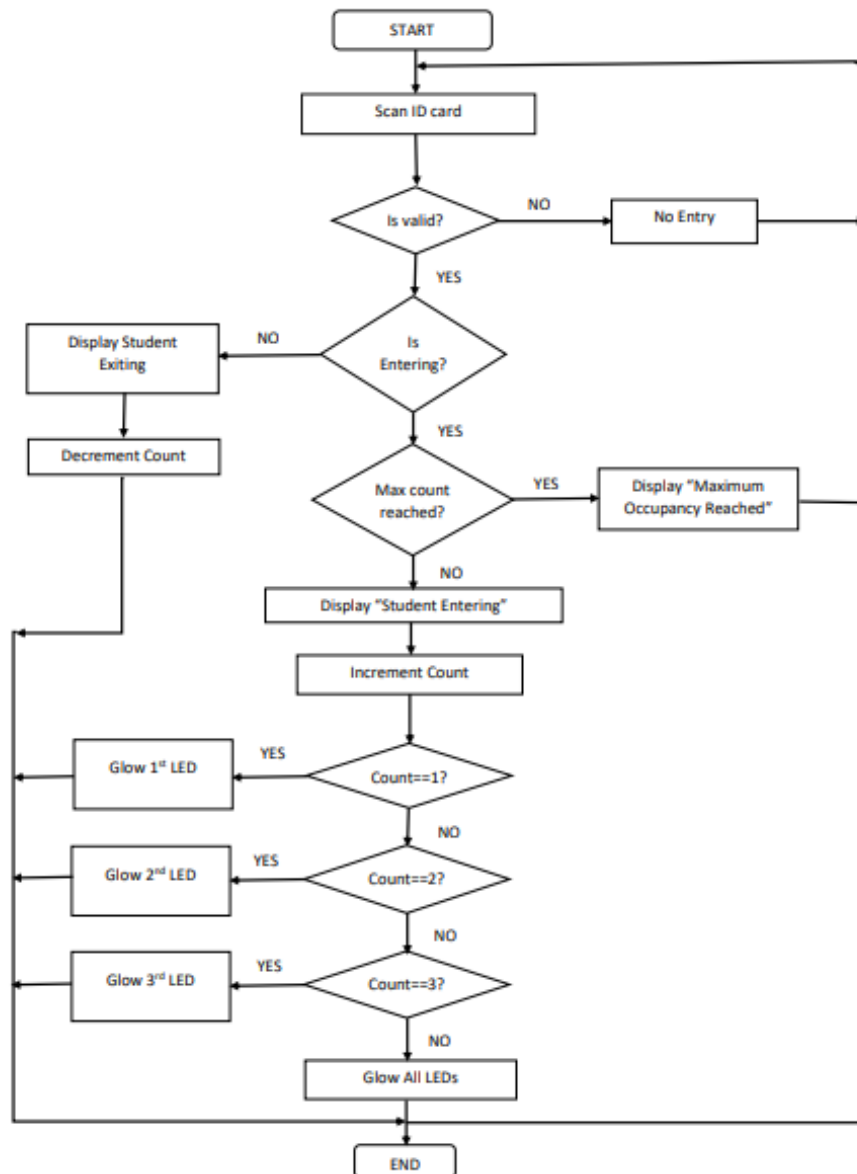 START
Scan ID card
Is valid?
NO
No Entry
YES
Is
Entering?
NO
Display Student
Exiting
Decrement Count
YES
Max count
reached?
YES
Display “Maximum
Occupancy Reached”
NO
Display “Student Entering”
Increment Count
Count==1?
YES
Glow 1st LED
NO
Count==2?
YES
Glow 2nd LED
NO
Count==3?
YES
Glow 3rd LED
NO
Glow All LEDs
END